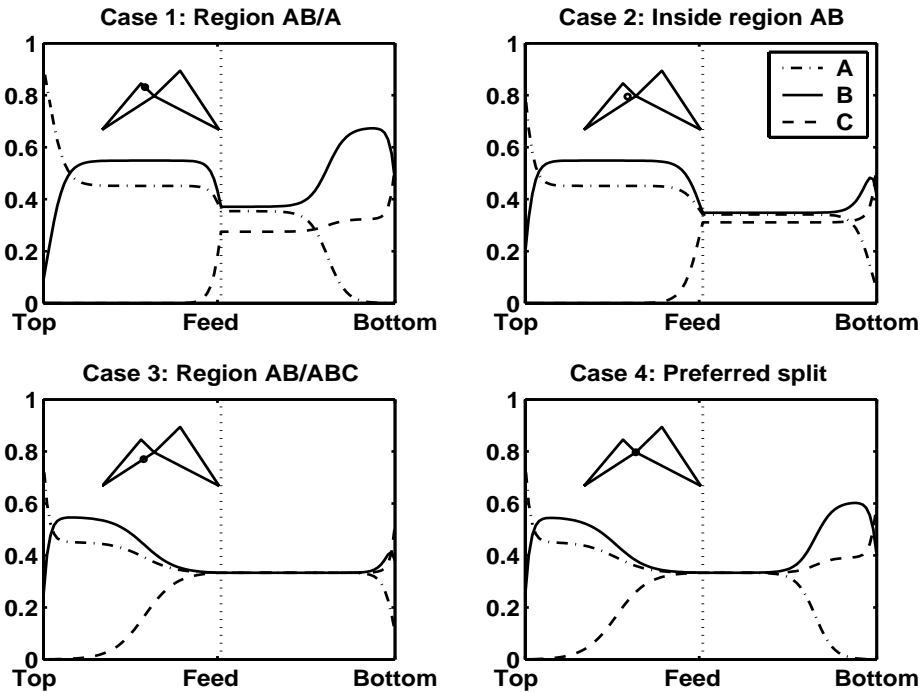 Case 1: Region AB/A
1
0.8
0.6
0.4
0.2
0
Top
Feed
Bottom
Case 2: Inside region AB
1
0.8
0.6
0.4
0.2
0
Top
Feed
Bottom
A
B
C
Case 3: Region AB/ABC
1
0.8
0.6
0.4
0.2
0
Top
Feed
Bottom
Case 4: Preferred split
1
0.8
0.6
0.4
0.2
0
Top
Feed
Bottom